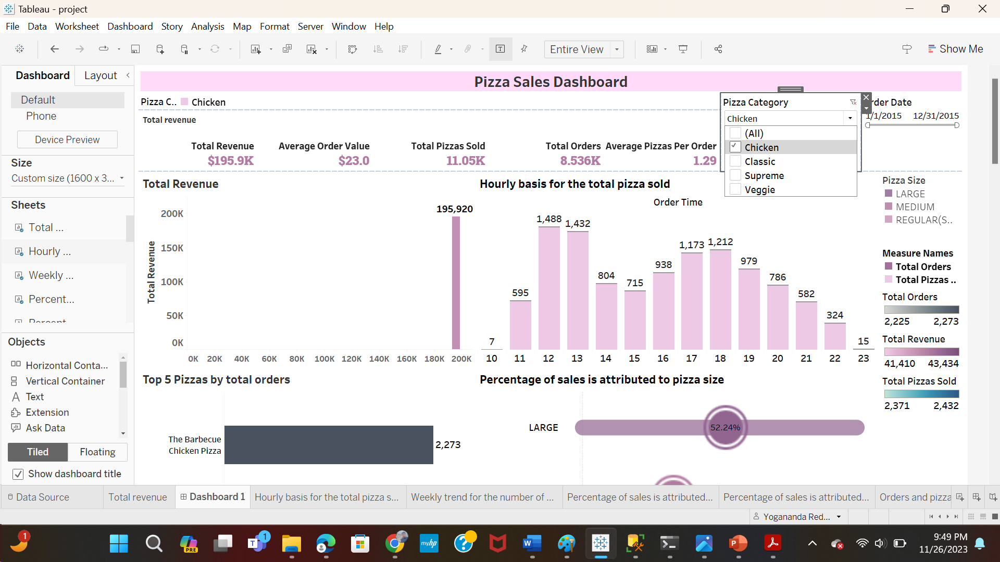 Tableau - project
File Data Worksheet Dashboard Story Analysis Map Format Server Window Help
Entire View
Show Me
Dashboard Layout
Default
Phone
Device Preview
Size
Custom size (1600 x 3...
Sheets
Total ...
Hourly ...
Weekly ...
Percent...
Percent
Objects
Horizontal Conta...
Vertical Container
Text
Extension
Ask Data
Tiled Floating
Show dashboard title
Pizza Sales Dashboard
Pizza C.. Chicken
Pizza Category
Chicken
(All)
Chicken
Classic
Supreme
Veggie
rder Date
1/1/2015 12/31/2015
Total revenue
Total Revenue Average Order Value Total Pizzas Sold Total Orders Average Pizzas Per Order
$195.9K $23.0 11.05K 8.536K 1.29
Total Revenue
195,920
Total Revenue
200K
150K
100K
50K
0K
0K 20K 40K 60K 80K 100K 120K 140K 160K 180K 200K
Hourly basis for the total pizza sold
Order Time
7 595 1,488 1,432 804 715 938 1,173 1,212 979 786 582 324 15
10 11 12 13 14 15 16 17 18 19 20 21 22 23
Pizza Size
LARGE
MEDIUM
REGULAR(S..
Measure Names
Total Orders
Total Pizzas ..
Total Orders
2,225 2,273
Total Revenue
41,410 43,434
Total Pizzas Sold
2,371 2,432
Top 5 Pizzas by total orders
The Barbecue
Chicken Pizza
2,273
Percentage of sales is attributed to pizza size
LARGE 52.24%
Data Source Total revenue Dashboard 1 Hourly basis for the total pizza s... Weekly trend for the number of ... Percentage of sales is attributed... Percentage of sales is attributed... Orders and pizza
Yogananda Red...
1
PRE
T 1
myhp
?
W
P
9:49 PM
11/26/2023